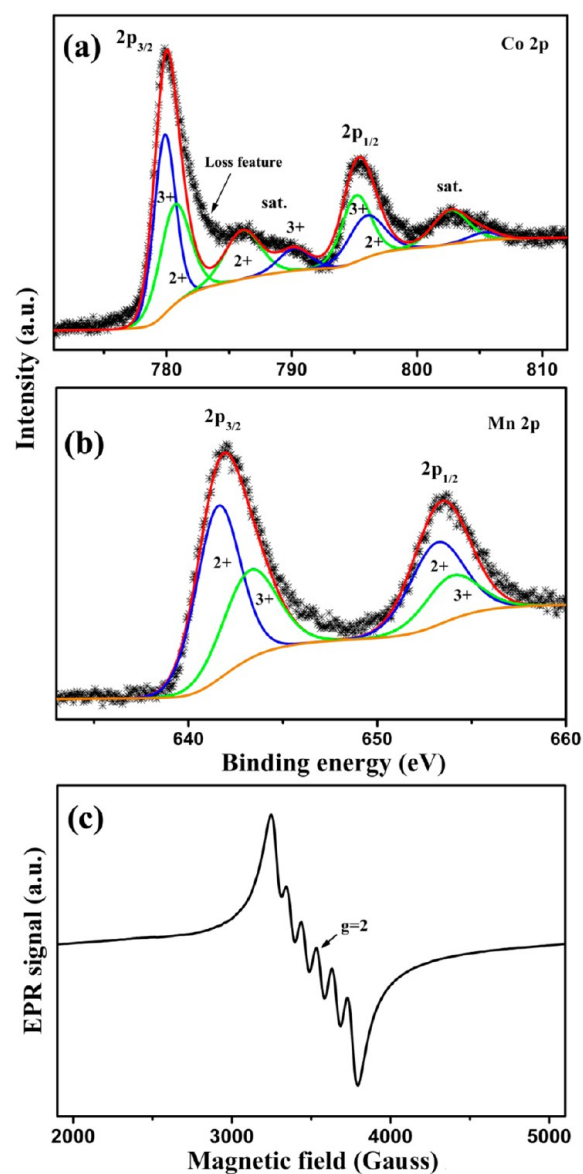 (a)
2p3/2
Co 2p
2p1/2
Loss feature
sat.
sat.
3+
3+
3+
2+
2+
2+
780
790
800
810
Intensity (a.u.)
(b)
2p3/2
Mn 2p
2p1/2
2+
3+
2+
3+
640
650
660
Binding energy (eV)
(c)
g=2
EPR signal (a.u.)
2000
3000
4000
5000
Magnetic field (Gauss)